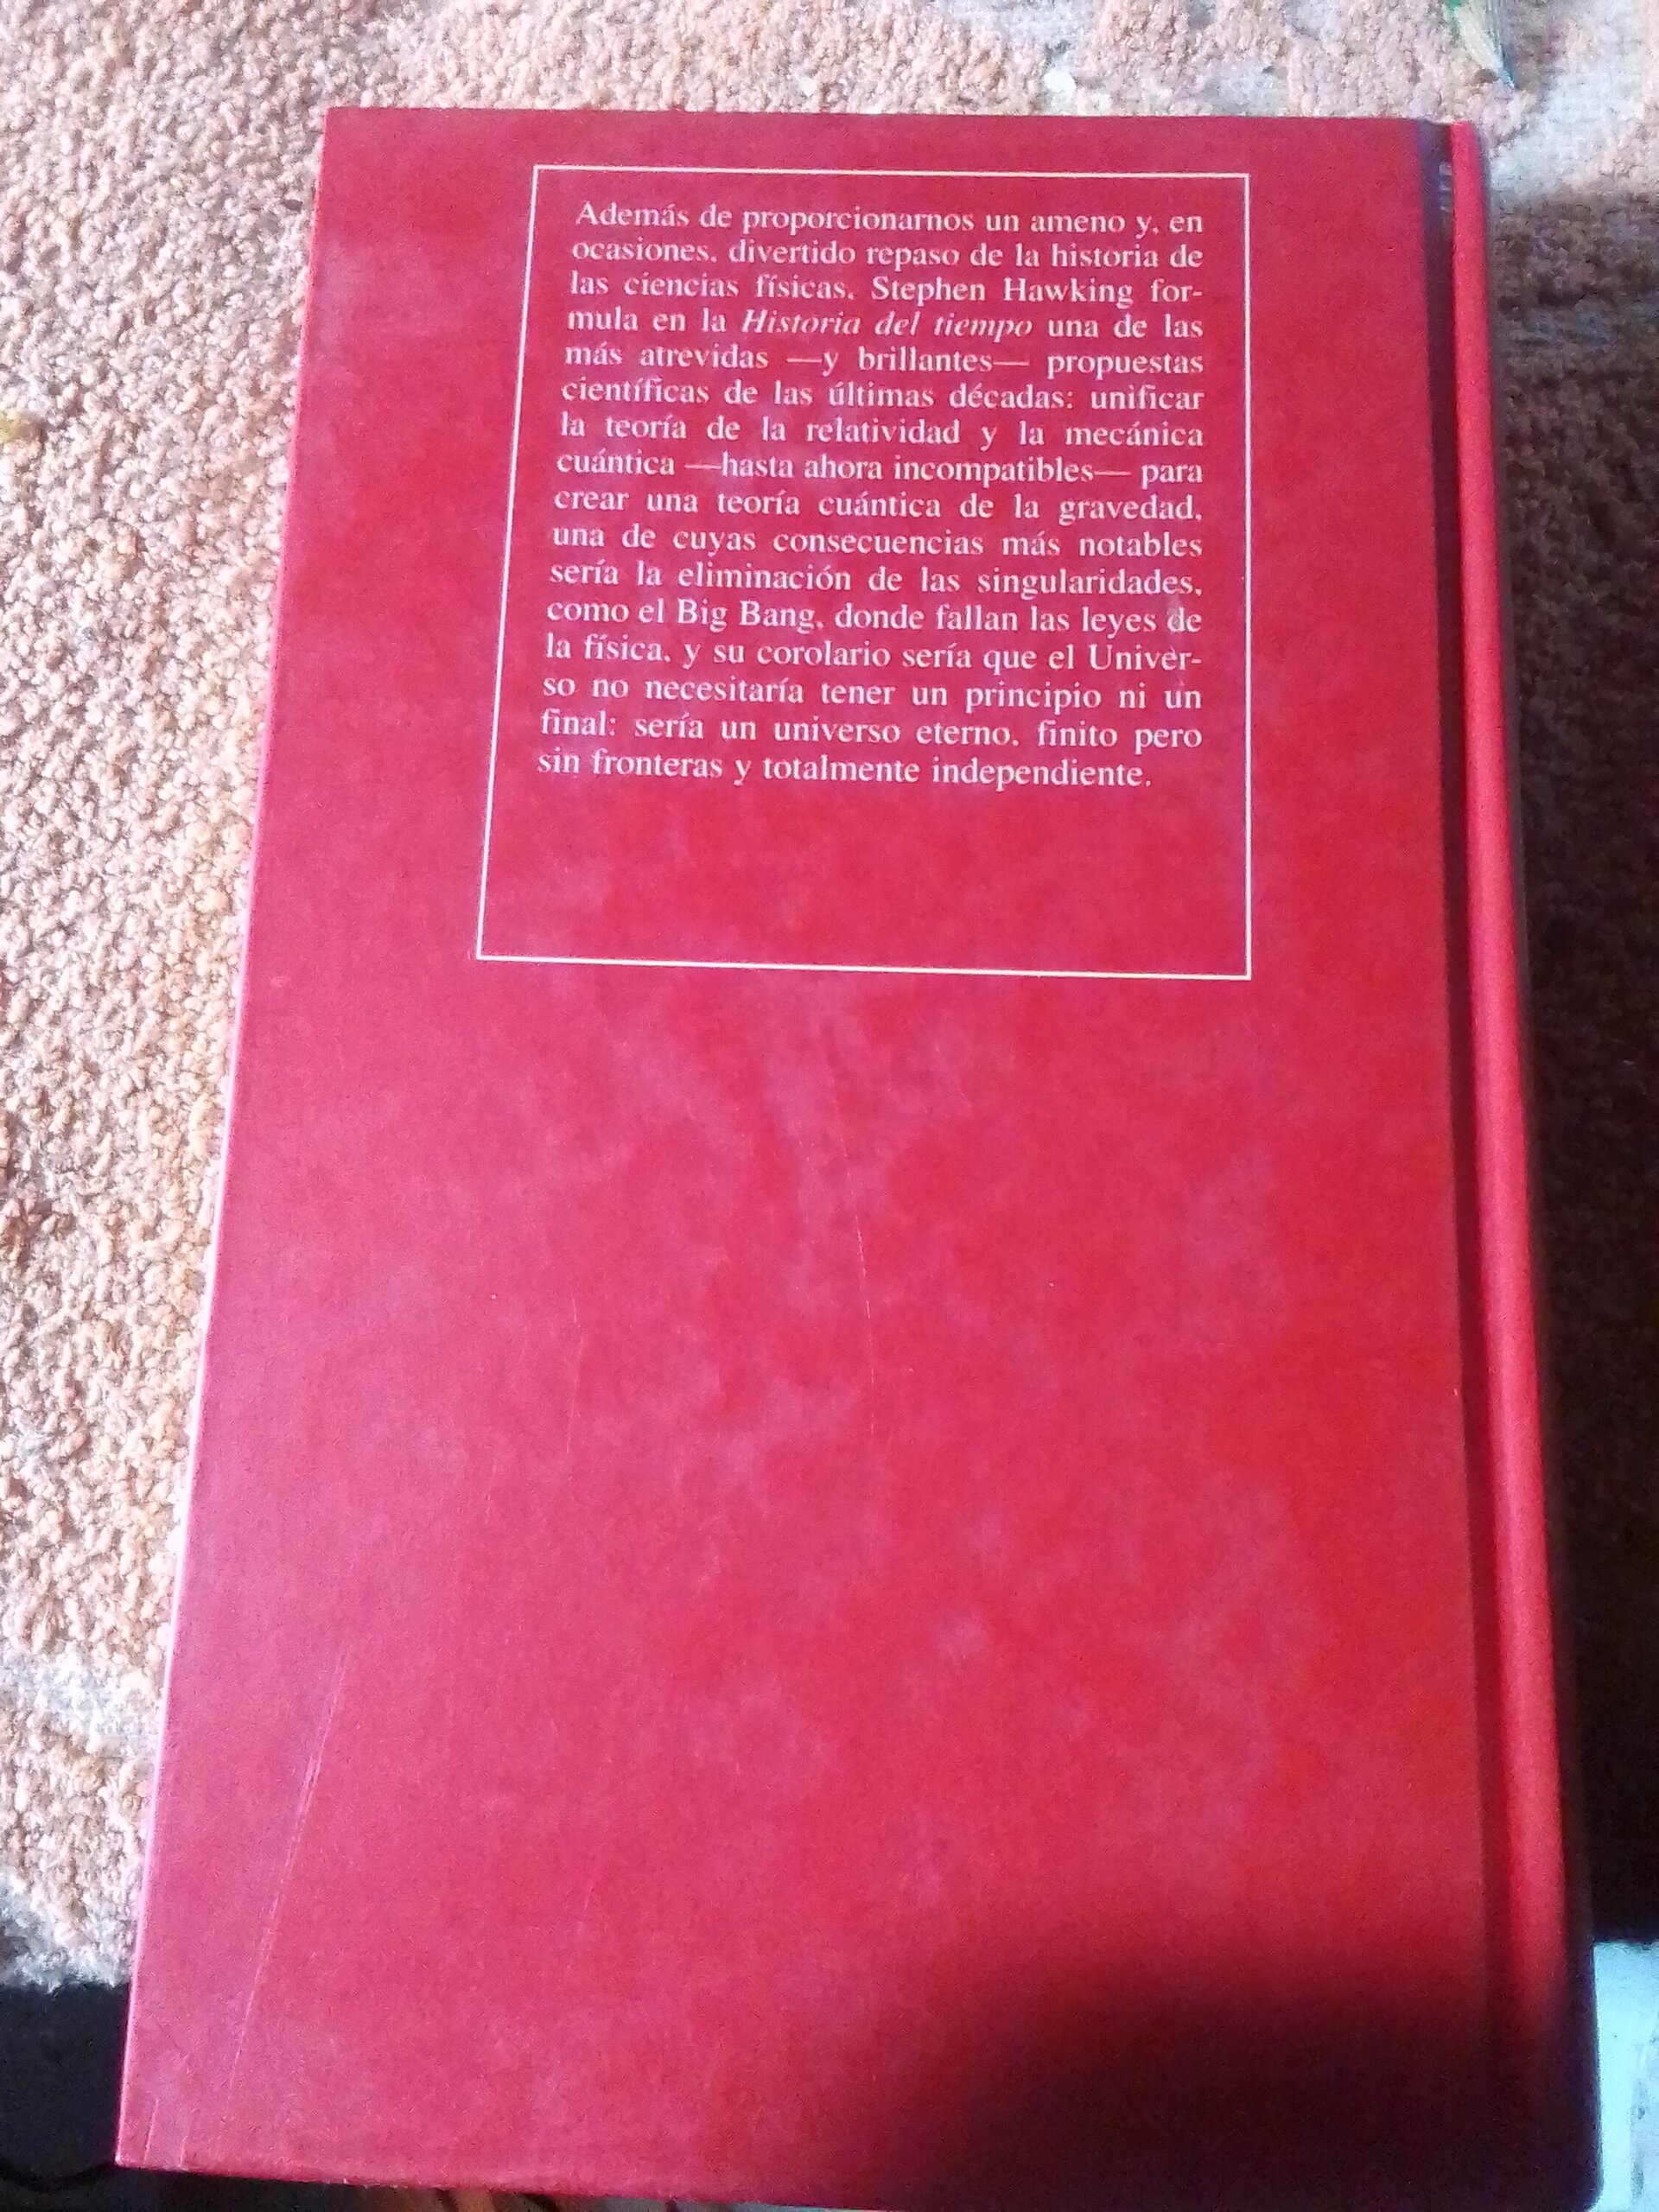 Además de proporcionarnos un ameno y, en
ocasiones, divertido repaso de la historia de
las ciencias físicas, Stephen Hawking for-
mula en la Historia del tiempo una de las
más atrevidas —y brillantes— propuestas
científicas de las últimas décadas: unificar
la teoría de la relatividad y la mecánica
cuántica —hasta ahora incompatibles— para
crear una teoría cuántica de la gravedad,
una de cuyas consecuencias más notables
sería la eliminación de las singularidades,
como el Big Bang, donde fallan las leyes de
la física, y su corolario sería que el Univer-
so no necesitaría tener un principio ni un
final: sería un universo eterno, finito pero
sin fronteras y totalmente independiente.